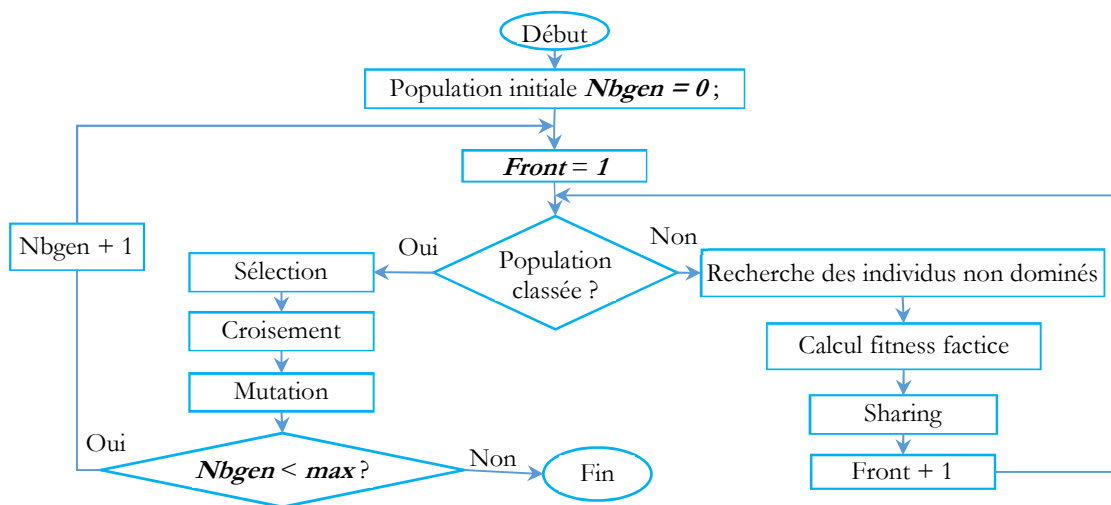 Début
Population initiale Nbgen = 0 ;
Front = 1
Nbgen + 1
Oui
Non
Population
classée ?
Sélection
Recherche des individus non dominés
Croisement
Calcul fitness factice
Mutation
Sharing
Oui
Nbgen < max ?
Non
Fin
Front + 1